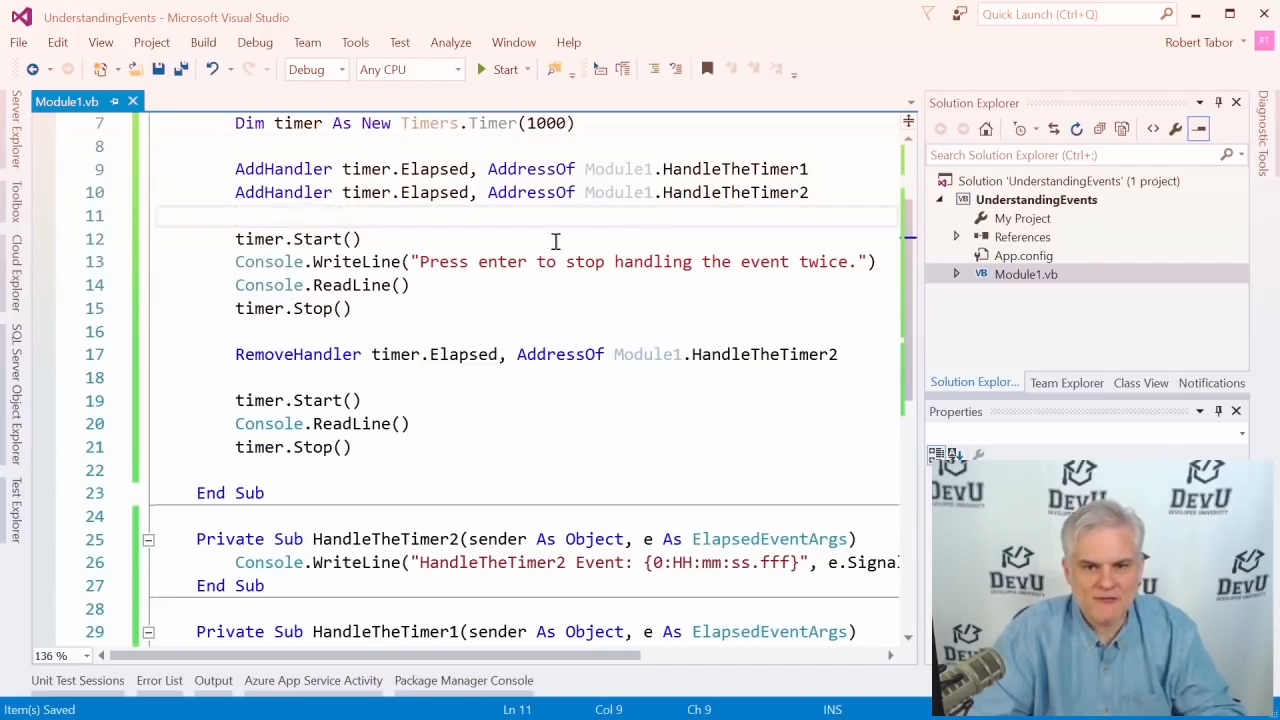 UnderstandingEvents - Microsoft Visual Studio
Quick Launch (Ctrl+Q)
File Edit View Project Build Debug Team Tools Test Analyze Window Help
Robert Tabor RT
Debug Any CPU Start
Module1.vb
7 Dim timer As New Timers.Timer(1000)
8
9 AddHandler timer.Elapsed, AddressOf Module1.HandleTheTimer1
10 AddHandler timer.Elapsed, AddressOf Module1.HandleTheTimer2
11
12 timer.Start()
13 Console.WriteLine("Press enter to stop handling the event twice.")
14 Console.ReadLine()
15 timer.Stop()
16
17 RemoveHandler timer.Elapsed, AddressOf Module1.HandleTheTimer2
18
19 timer.Start()
20 Console.ReadLine()
21 timer.Stop()
22
23 End Sub
24
25 Private Sub HandleTheTimer2(sender As Object, e As ElapsedEventArgs)
26 Console.WriteLine("HandleTheTimer2 Event: {0:HH:mm:ss.fff}", e.Signa
27 End Sub
28
29 Private Sub HandleTheTimer1(sender As Object, e As ElapsedEventArgs)
136 %
Server Explorer
Toolbox
Cloud Explorer
SQL Server Object Explorer
Test Explorer
Solution Explorer
Search Solution Explorer (Ctrl+;)
Solution 'UnderstandingEvents' (1 project)
VB UnderstandingEvents
My Project
References
App.config
VB Module1.vb
Solution Explor... Team Explorer Class View Notifications
Properties
Diagnostic Tools
DEVU DEVU DEVU
DEVELOPER UNIVERSITY
DEVU DEVU
Unit Test Sessions Error List Output Azure App Service Activity Package Manager Console
Item(s) Saved Ln 11 Col 9 Ch 9 INS